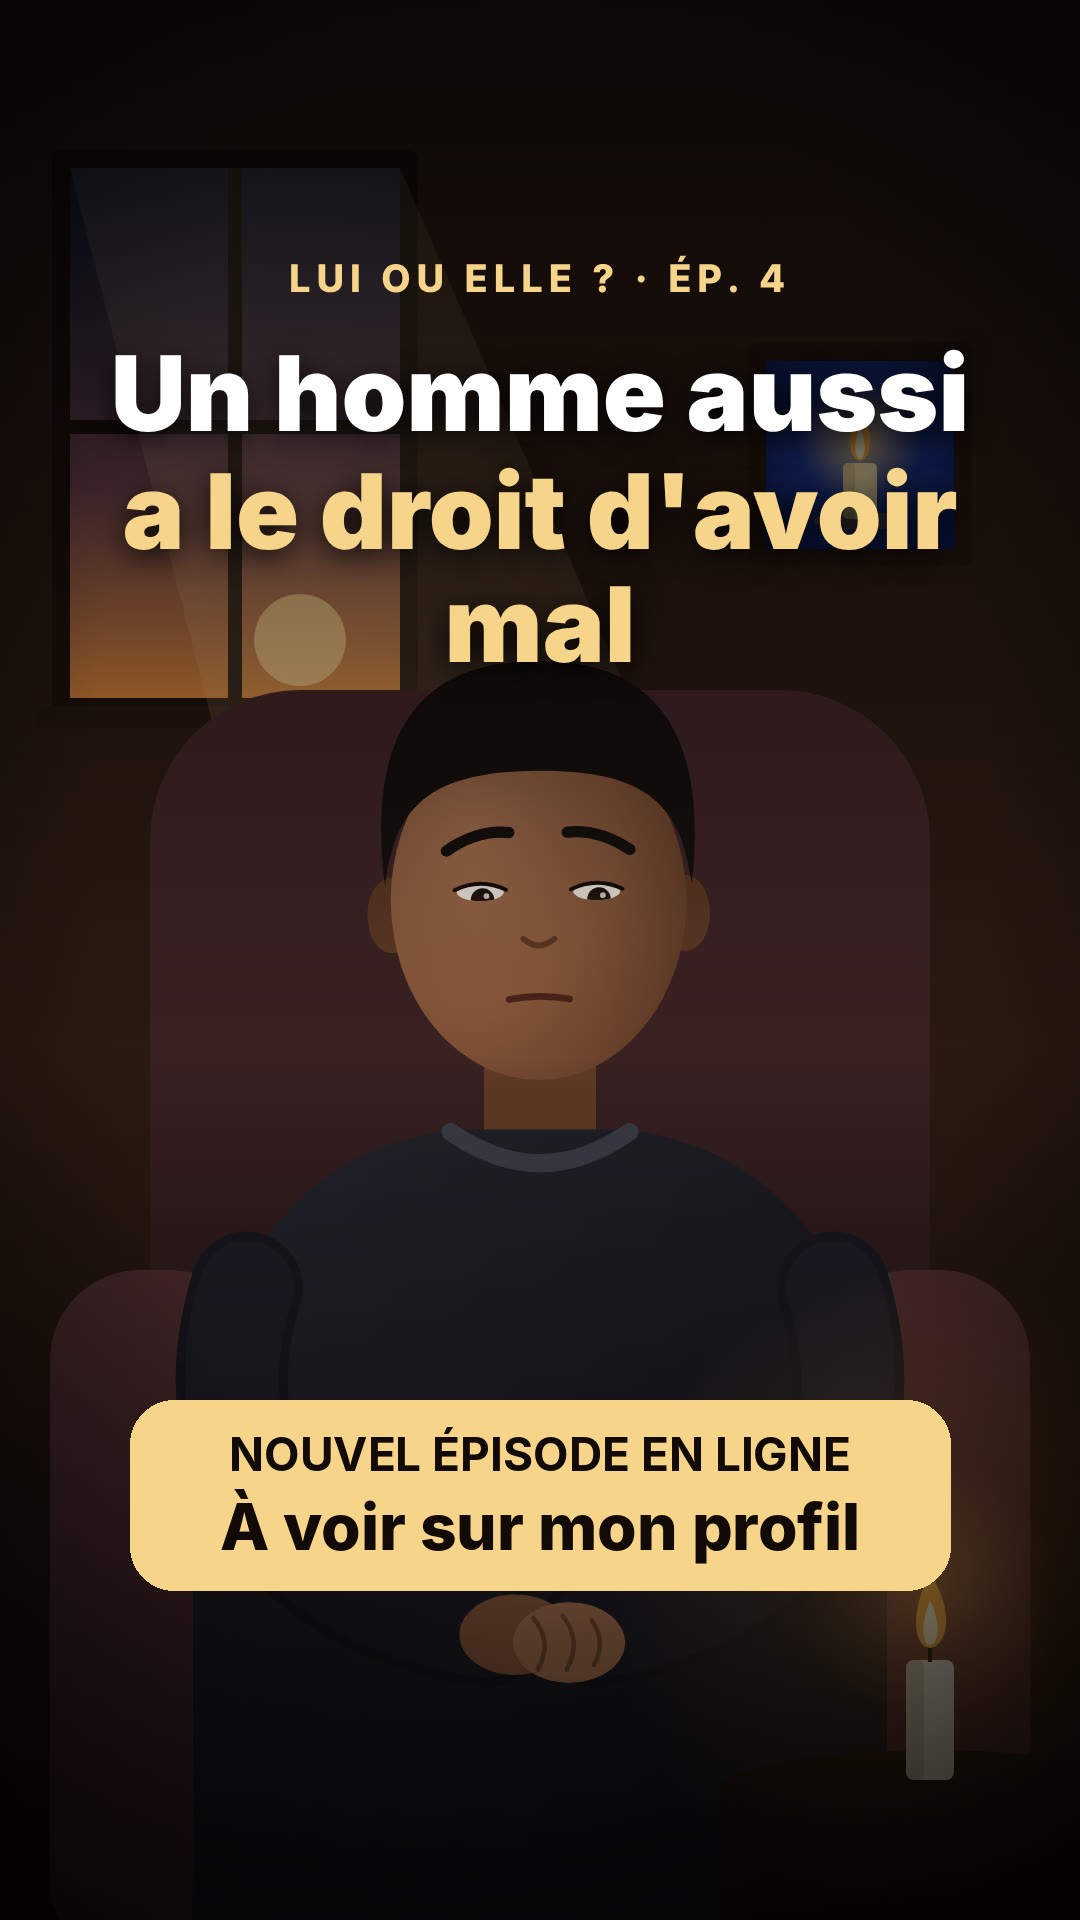 LUI OU ELLE ? · ÉP. 4
Un homme aussi
a le droit d'avoir
mal
NOUVEL ÉPISODE EN LIGNE
À voir sur mon profil